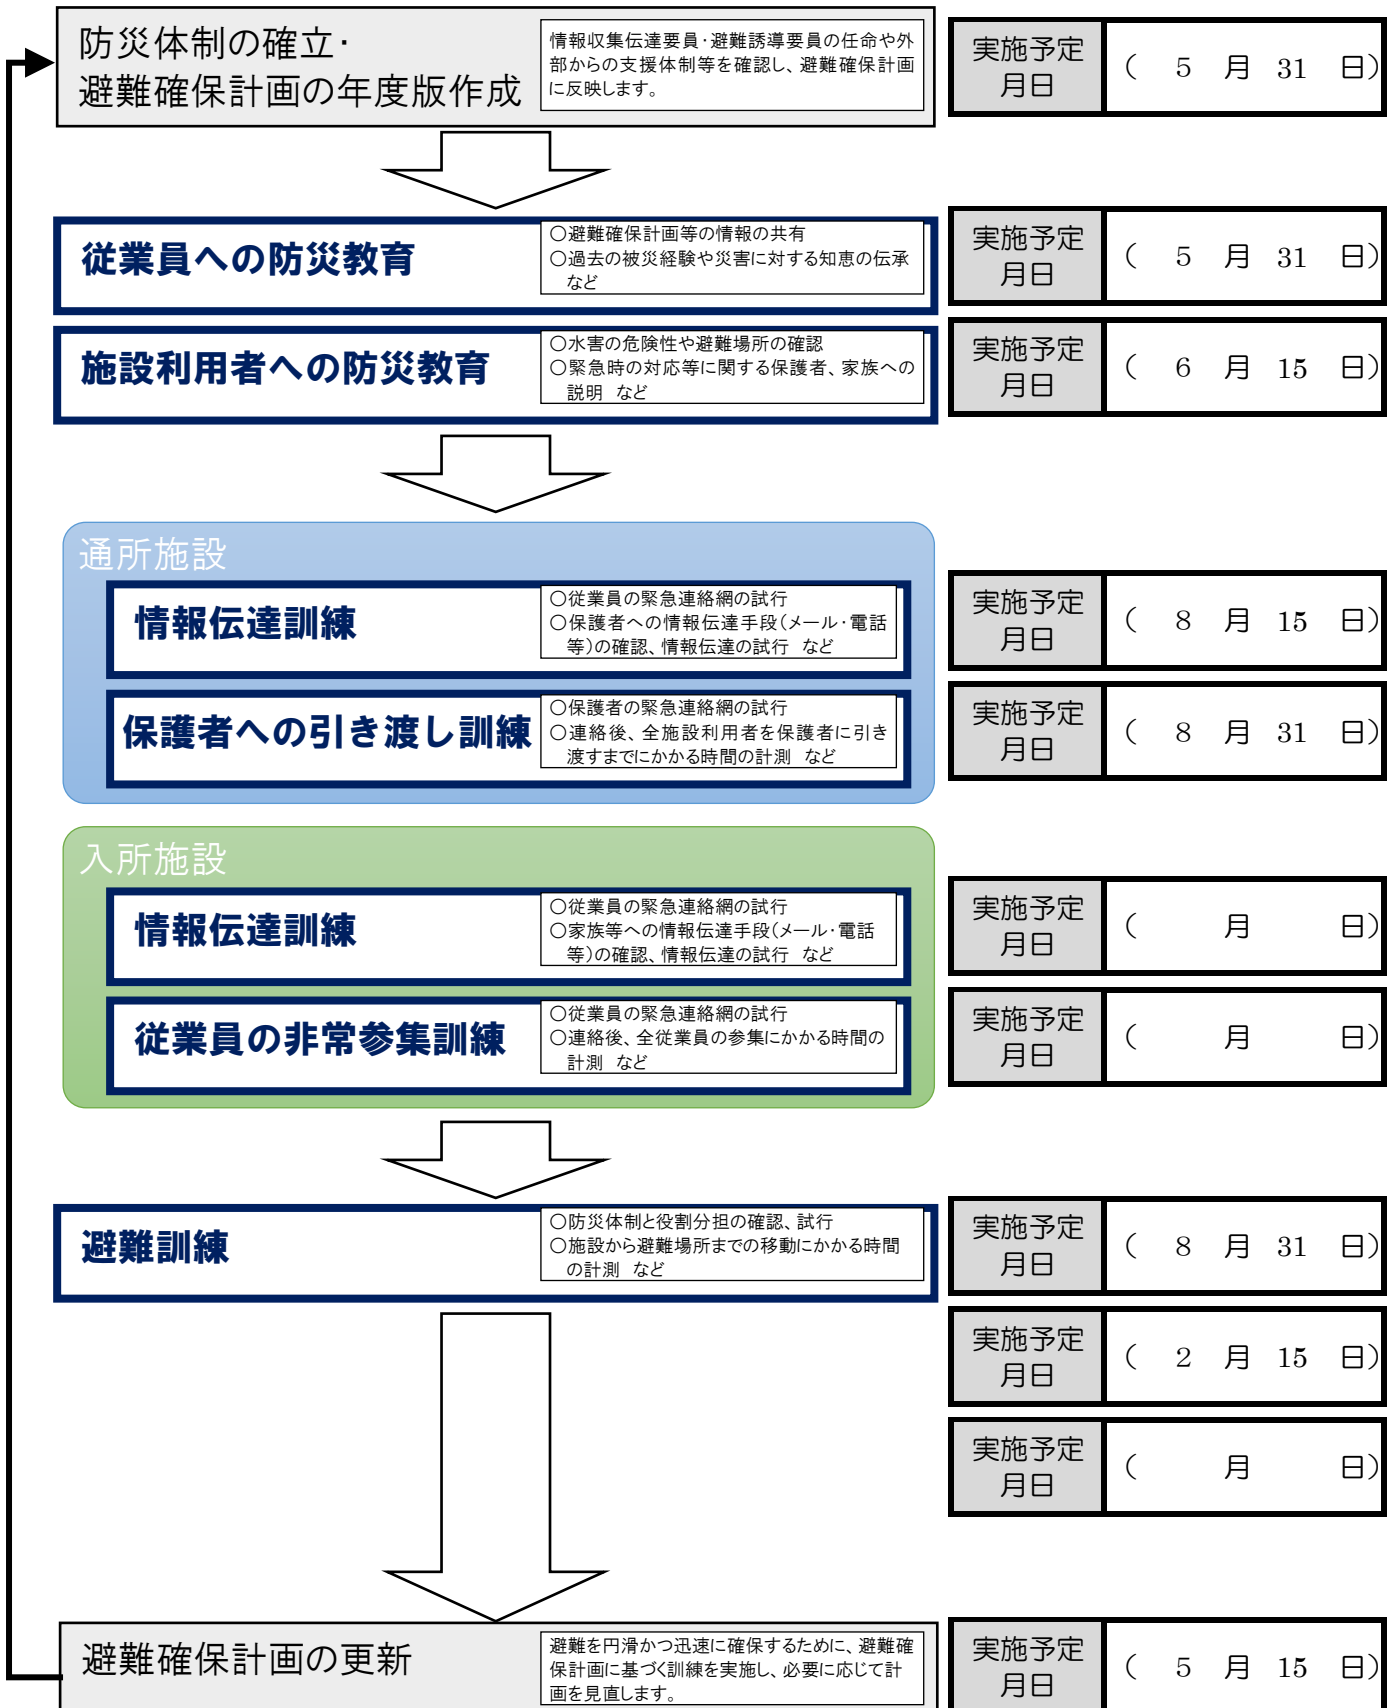 防災体制の確立・
避難確保計画の年度版作成
情報収集伝達要員・避難誘導要員の任命や外
部からの支援体制等を確認し、避難確保計画
に反映します。
実施予定
月日
（ 5 月 31 日）
従業員への防災教育
○避難確保計画等の情報の共有
○過去の被災経験や災害に対する知恵の伝承
など
実施予定
月日
（ 5 月 31 日）
施設利用者への防災教育
○水害の危険性や避難場所の確認
○緊急時の対応等に関する保護者、家族への
説明 など
実施予定
月日
（ 6 月 15 日）
通所施設
情報伝達訓練
○従業員の緊急連絡網の試行
○保護者への情報伝達手段（メール・電話
等）の確認、情報伝達の試行 など
実施予定
月日
（ 8 月 15 日）
保護者への引き渡し訓練
○保護者の緊急連絡網の試行
○連絡後、全施設利用者を保護者に引き
渡すまでにかかる時間の計測 など
実施予定
月日
（ 8 月 31 日）
入所施設
情報伝達訓練
○従業員の緊急連絡網の試行
○家族等への情報伝達手段（メール・電話
等）の確認、情報伝達の試行 など
実施予定
月日
（ 月 日）
従業員の非常参集訓練
○従業員の緊急連絡網の試行
○連絡後、全従業員の参集にかかる時間の
計測 など
実施予定
月日
（ 月 日）
避難訓練
○防災体制と役割分担の確認、試行
○施設から避難場所までの移動にかかる時間
の計測 など
実施予定
月日
（ 8 月 31 日）
実施予定
月日
（ 2 月 15 日）
実施予定
月日
（ 月 日）
避難確保計画の更新
避難を円滑かつ迅速に確保するために、避難確
保計画に基づく訓練を実施し、必要に応じて計
画を見直します。
実施予定
月日
（ 5 月 15 日）